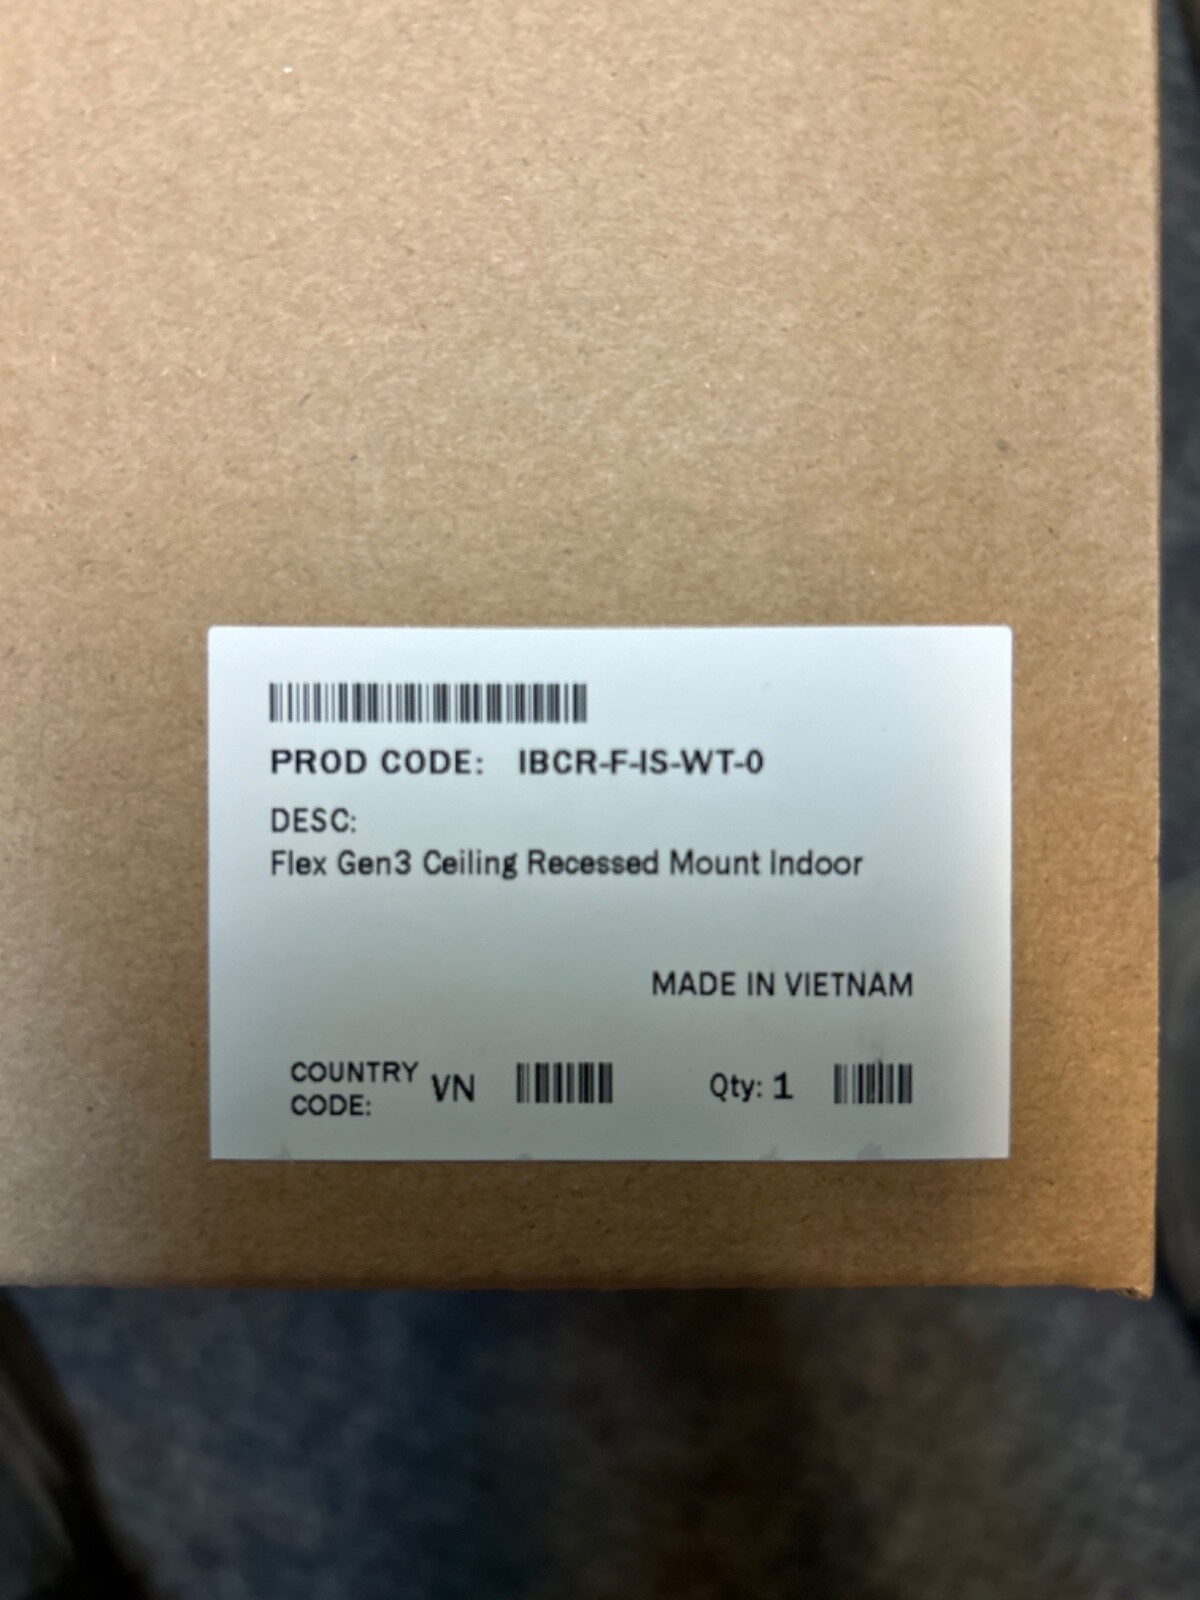 PROD CODE: IBCR-F-IS-WT-0
DESC:
Flex Gen3 Ceiling Recessed Mount Indoor
MADE IN VIETNAM
COUNTRY CODE: VN Qty: 1